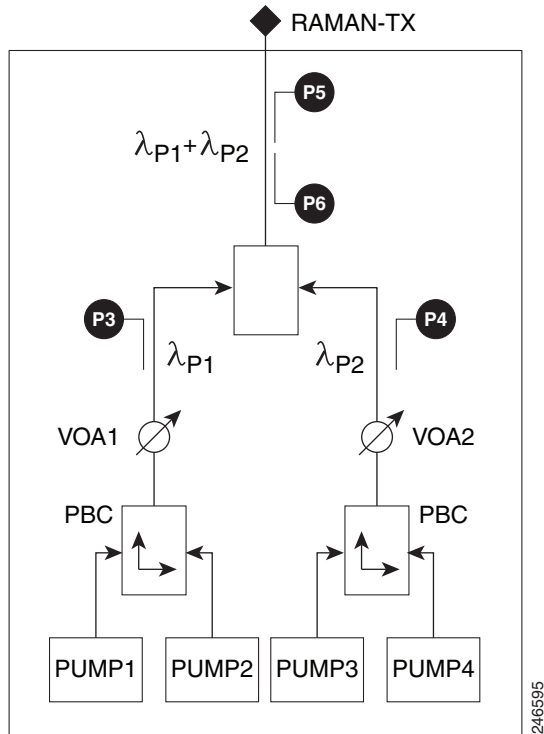 RAMAN-TX
P5
λP1+λP2
P6
P3
P4
λP1
λP2
VOA1
VOA2
PBC
PBC
PUMP1
PUMP2
PUMP3
PUMP4
246595